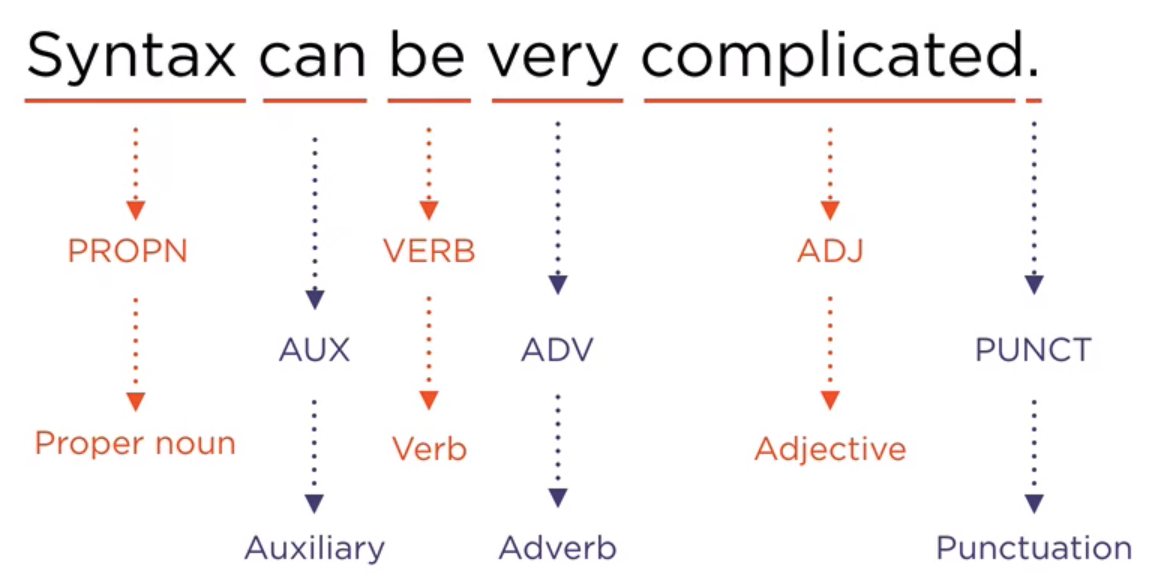 Syntax can be very complicated.
PROPN VERB ADJ
AUX ADV PUNCT
Proper noun Verb Adjective
Auxiliary Adverb Punctuation